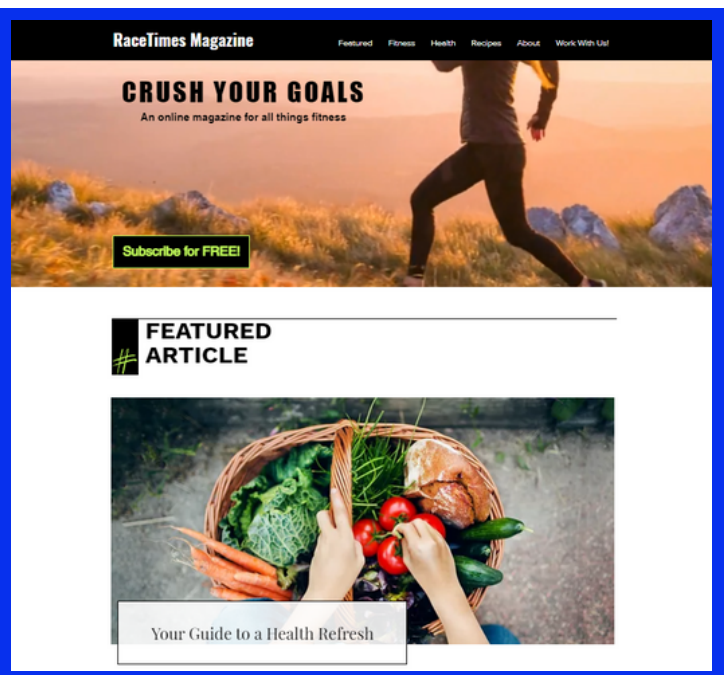 RaceTimes Magazine
Featured Fitness Health Recipes About Work With Us!
CRUSH YOUR GOALS
An online magazine for all things fitness
Subscribe for FREE!
# FEATURED
ARTICLE
Your Guide to a Health Refresh